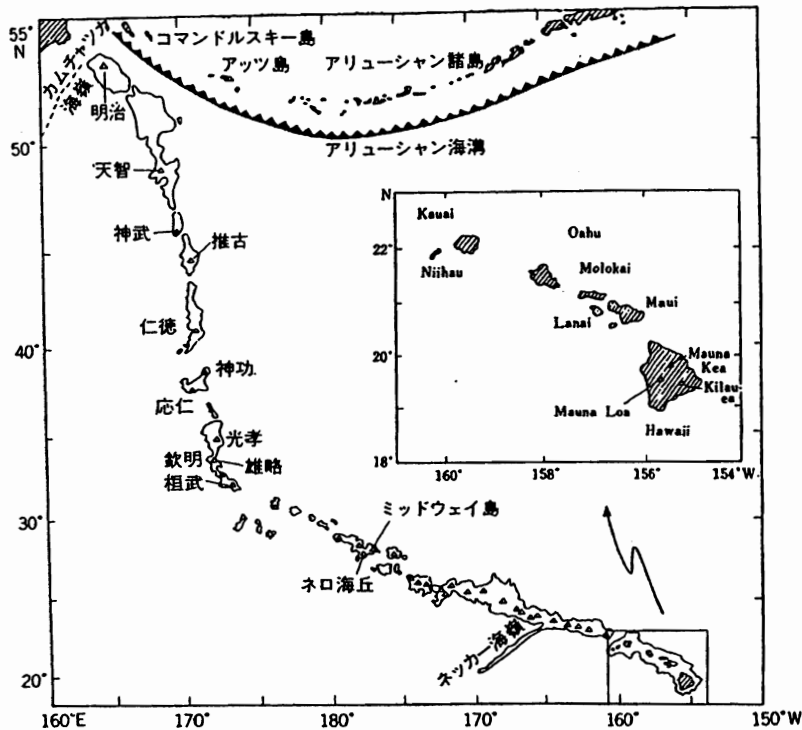 55°
N
コマンドルスキー島
アッツ島
アリューシャン諸島
カムチャッカ
海嶺
明治
50°
アリューシャン海溝
天智
神武
推古
仁徳
40°
神功
応仁
光孝
欽明
雄略
祖武
30°
ミッドウェイ島
ネロ海丘
ネッカー海嶺
20°
160°E
170°
180°
170°
160°
150°W
N
Kauai
22°
Oahu
Niihau
Molokai
Lanai
Maui
20°
Mauna
Kea
Kilau-
ea
Mauna Loa
Hawaii
18°
160°
158°
156°
154°W